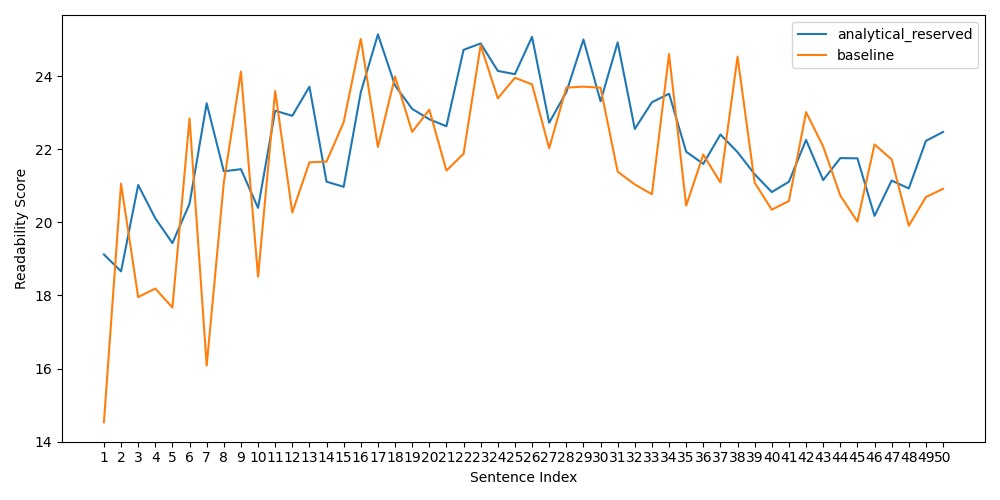 analytical_reserved
baseline
Readability Score
24
22
20
18
16
14
1 2 3 4 5 6 7 8 9 10 11 12 13 14 15 16 17 18 19 20 21 22 23 24 25 26 27 28 29 30 31 32 33 34 35 36 37 38 39 40 41 42 43 44 45 46 47 48 49 50
Sentence Index